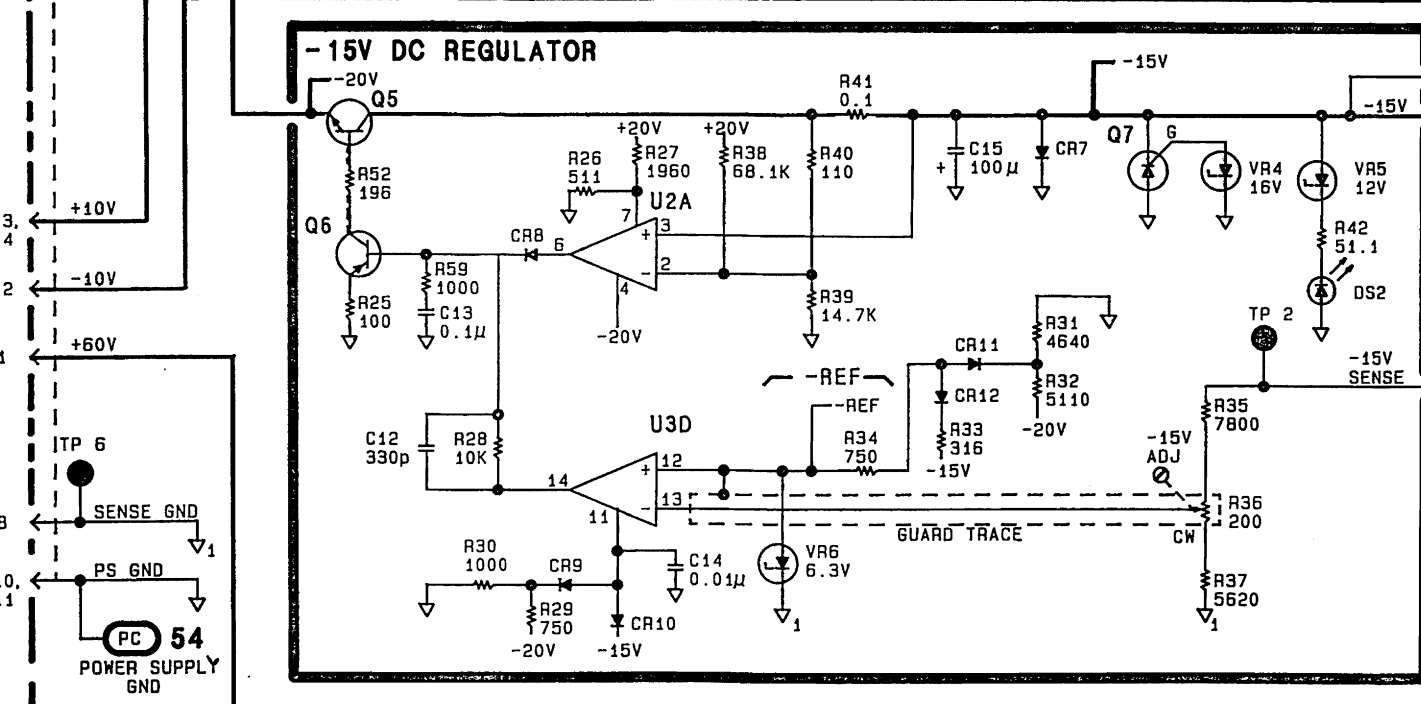 -15V DC REGULATOR
-20V
Q5
R41
0.1
-15V
-15V
+20V
+20V
R26
511
R27
1960
R38
68.1K
R40
110
C15
100μ
+
CR7
Q7
G
VR4
16V
VR5
12V
R52
196
U2A
7
Q6
CR8
6
+
3
-
2
4
3,
4
+10V
R42
51.1
DS2
R59
1000
C13
0.1μ
R25
100
-20V
R39
14.7K
2
-10V
TP 2
R31
4640
CR11
R32
5110
-20V
CR12
R33
316
-15V
-REF
-REF
-15V
SENSE
+60V
R35
7800
-15V
ADJ
U3D
R34
750
C12
330p
R28
10K
14
+
12
-
13
11
TP 6
GUARD TRACE
R36
200
CW
SENSE GND
1
R30
1000
CR9
C14
0.01μ
VR6
6.3V
1
R37
5620
1
PS GND
R29
750
-20V
CR10
-15V
PC
54
POWER SUPPLY
GND